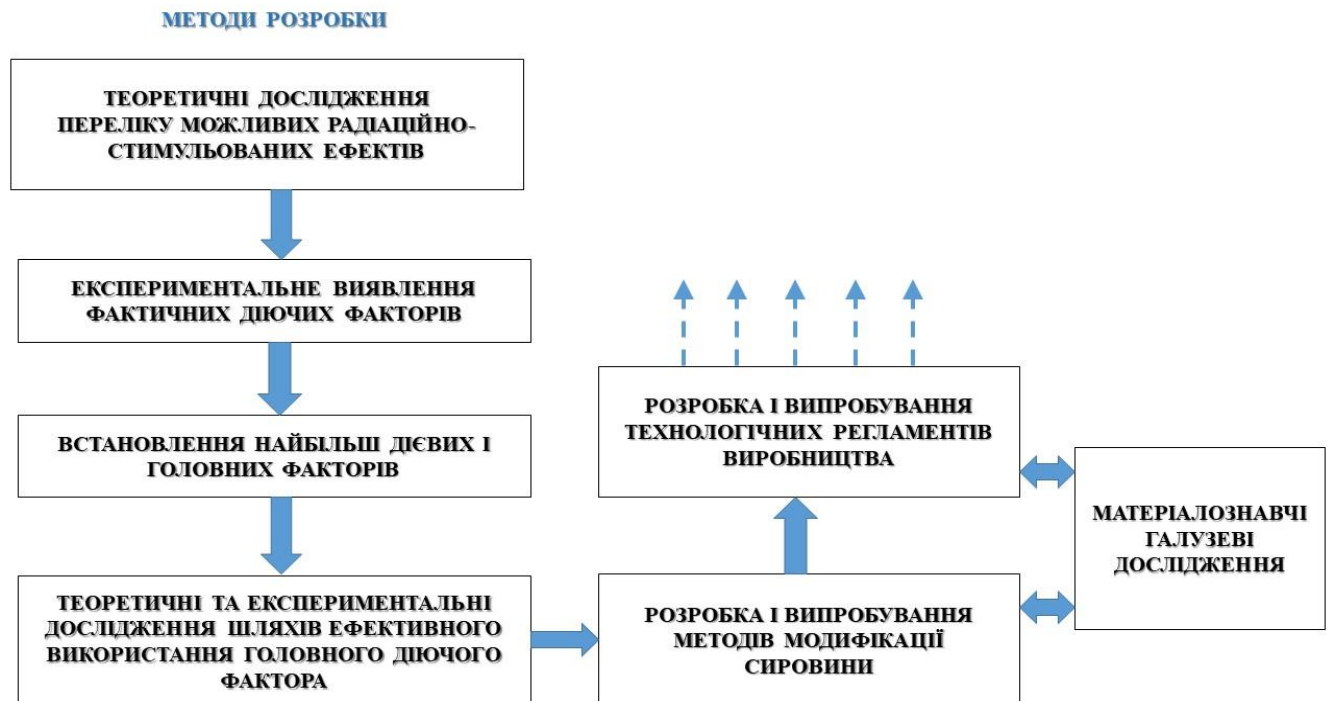 МЕТОДИ РОЗРОБКИ
ТЕОРЕТИЧНІ ДОСЛІДЖЕННЯ
ПЕРЕЛІКУ МОЖЛИВИХ РАДІАЦІЙНО-
СТИМУЛЬОВАНИХ ЕФЕКТІВ
ЕКСПЕРИМЕНТАЛЬНЕ ВИЯВЛЕННЯ
ФАКТИЧНИХ ДІЮЧИХ ФАКТОРІВ
ВСТАНОВЛЕННЯ НАЙБІЛЬШ ДІЄВИХ І
ГОЛОВНИХ ФАКТОРІВ
ТЕОРЕТИЧНІ ТА ЕКСПЕРИМЕНТАЛЬНІ
ДОСЛІДЖЕННЯ ШЛЯХІВ ЕФЕКТИВНОГО
ВИКОРИСТАННЯ ГОЛОВНОГО ДІЮЧОГО
ФАКТОРА
РОЗРОБКА І ВИПРОБУВАННЯ
МЕТОДІВ МОДИФІКАЦІЇ
СИРОВИНИ
РОЗРОБКА І ВИПРОБУВАННЯ
ТЕХНОЛОГІЧНИХ РЕГЛАМЕНТІВ
ВИРОБНИЦТВА
МАТЕРІАЛОЗНАВЧІ
ГАЛУЗЕВІ
ДОСЛІДЖЕННЯ